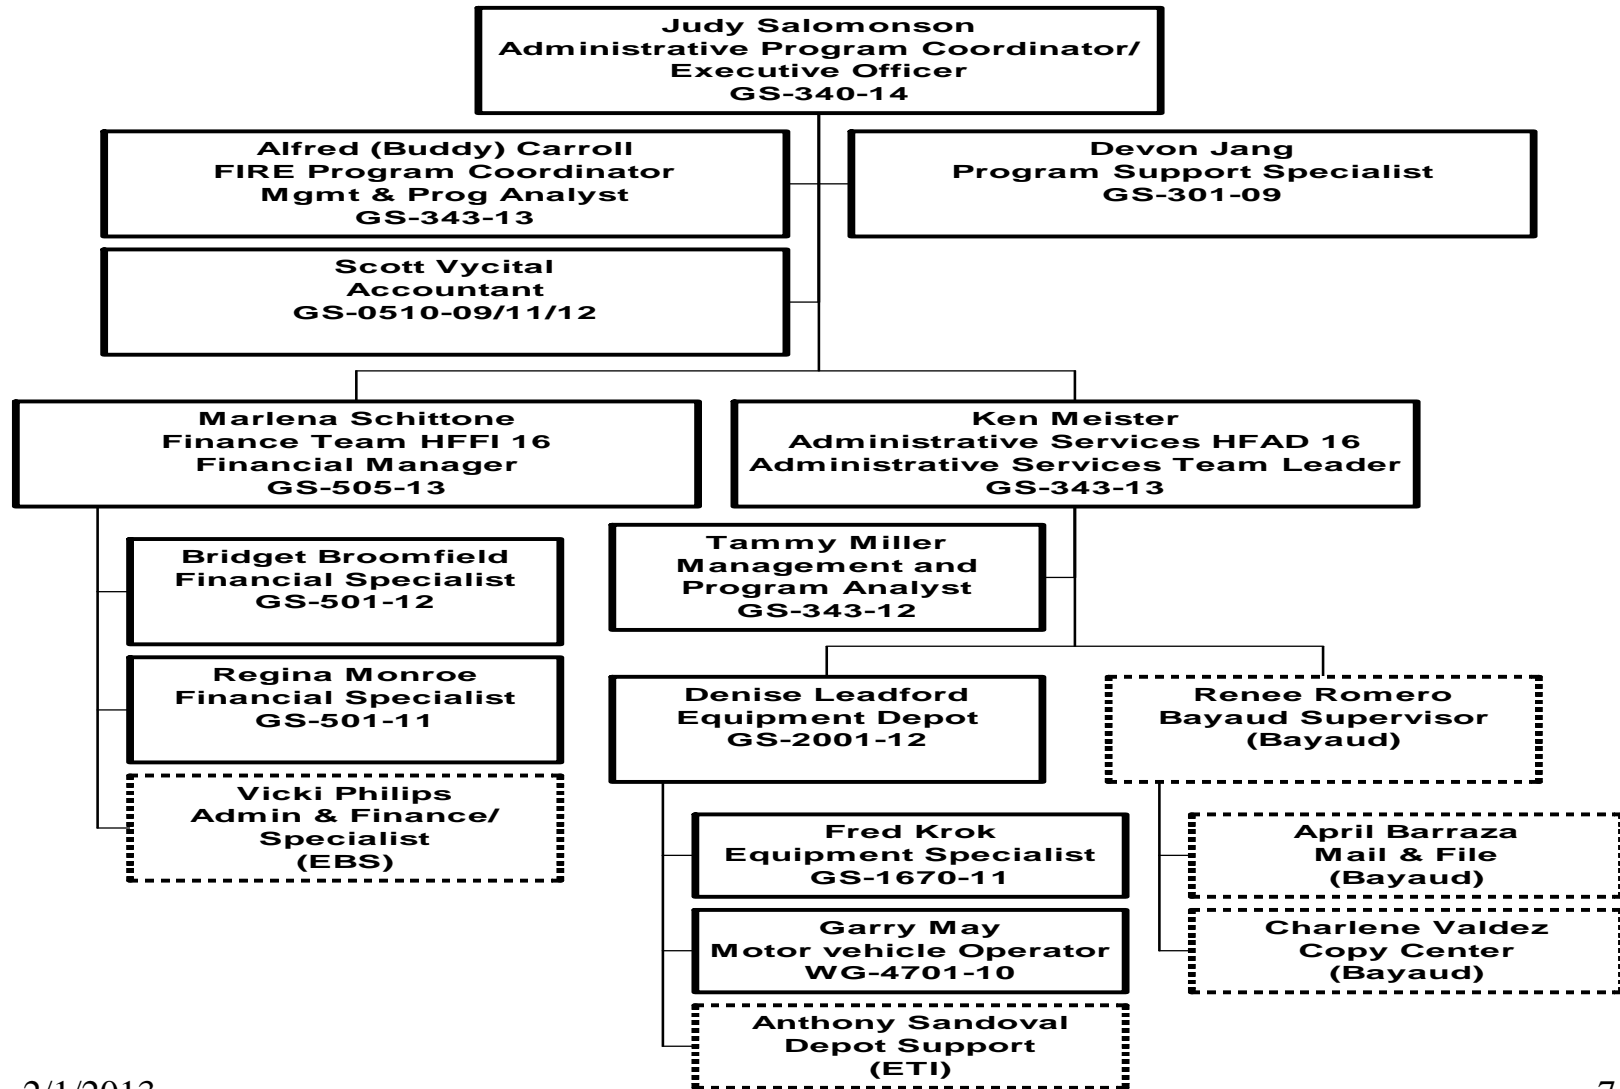 Judy Salomonson
Administrative Program Coordinator/
Executive Officer
GS-340-14
Alfred (Buddy) Carroll
FIRE Program Coordinator
Mgmt & Prog Analyst
GS-343-13
Devon Jang
Program Support Specialist
GS-301-09
Scott Vycital
Accountant
GS-0510-09/11/12
Marlena Schittone
Finance Team HFFI 16
Financial Manager
GS-505-13
Ken Meister
Administrative Services HFAD 16
Administrative Services Team Leader
GS-343-13
Bridget Broomfield
Financial Specialist
GS-501-12
Regina Monroe
Financial Specialist
GS-501-11
Vicki Philips
Admin & Finance/
Specialist
(EBS)
Tammy Miller
Management and
Program Analyst
GS-343-12
Denise Leadford
Equipment Depot
GS-2001-12
Fred Krok
Equipment Specialist
GS-1670-11
Garry May
Motor vehicle Operator
WG-4701-10
Anthony Sandoval
Depot Support
(ETI)
Renee Romero
Bayaud Supervisor
(Bayaud)
April Barraza
Mail & File
(Bayaud)
Charlene Valdez
Copy Center
(Bayaud)
2/1/2013
7